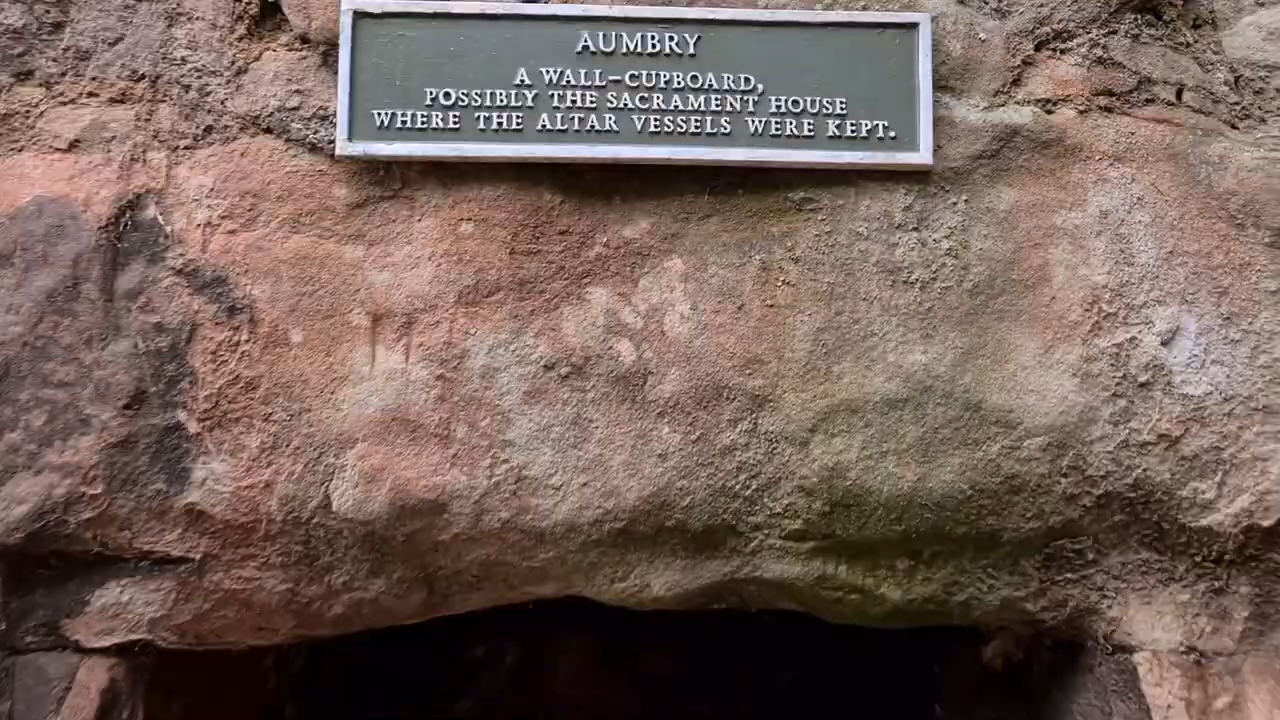 AUMBRY
A WALL-CUPBOARD,
POSSIBLY THE SACRAMENT HOUSE
WHERE THE ALTAR VESSELS WERE KEPT.